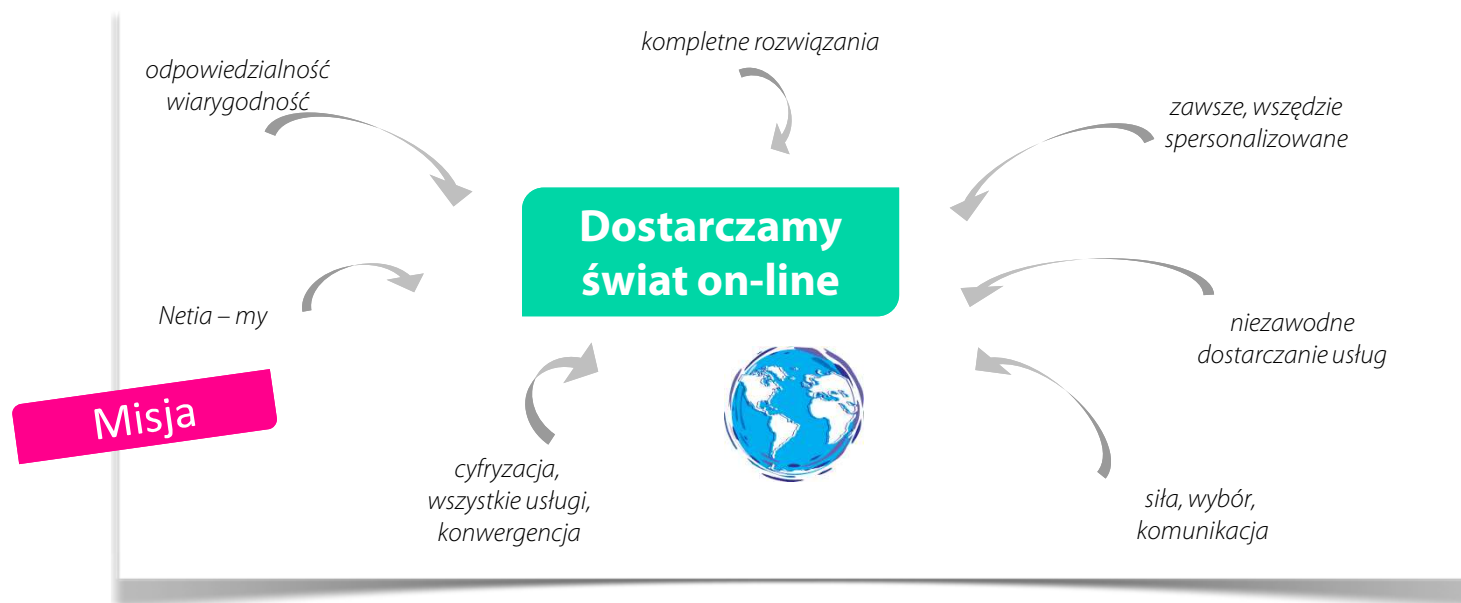 kompletne rozwiązania
odpowiedzialność
wiarygodność
zawsze, wszędzie
spersonalizowane
Dostarczamy
świat on-line
Netia – my
niezawodne
dostarczanie usług
Misja
cyfryzacja,
wszystkie usługi,
konwergencja
siła, wybór,
komunikacja